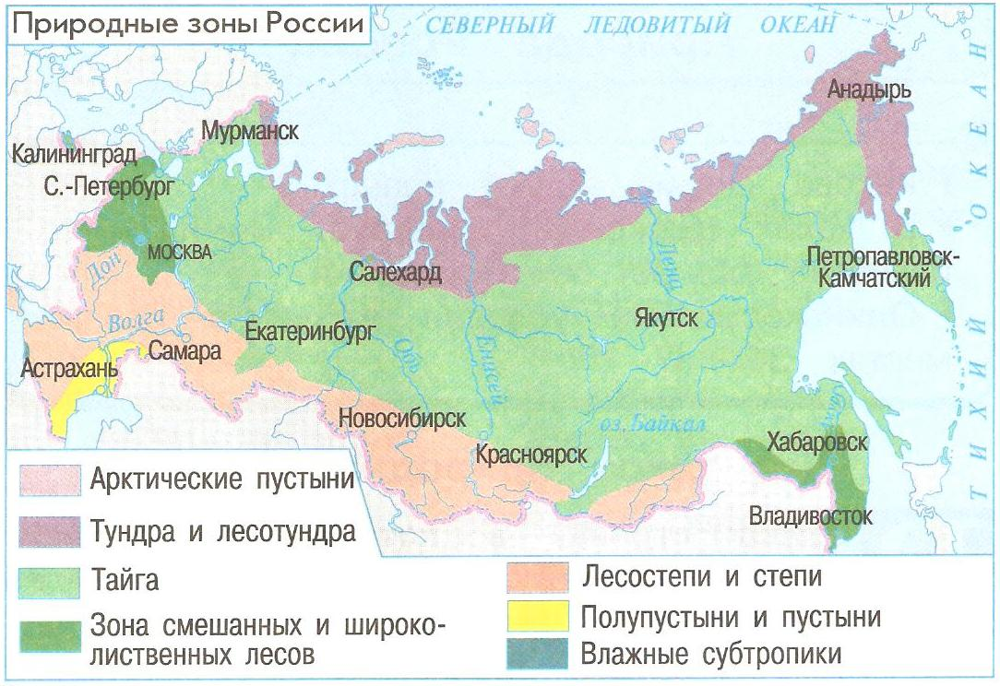 Природные зоны России
СЕВЕРНЫЙ ЛЕДОВИТЫЙ ОКЕАН
ТИХИЙ ОКЕАН
Анадырь
Мурманск
Калининград
С.-Петербург
МОСКВА
Дон
Салехард
Лена
Петропавловск-
Камчатский
Волга
Екатеринбург
Якутск
Самара
Обь
Енисей
Астрахань
Новосибирск
оз. Байкал
Амур
Хабаровск
Красноярск
Владивосток
Арктические пустыни
Тундра и лесотундра
Тайга
Зона смешанных и широко-
лиственных лесов
Лесостепи и степи
Полупустыни и пустыни
Влажные субтропики